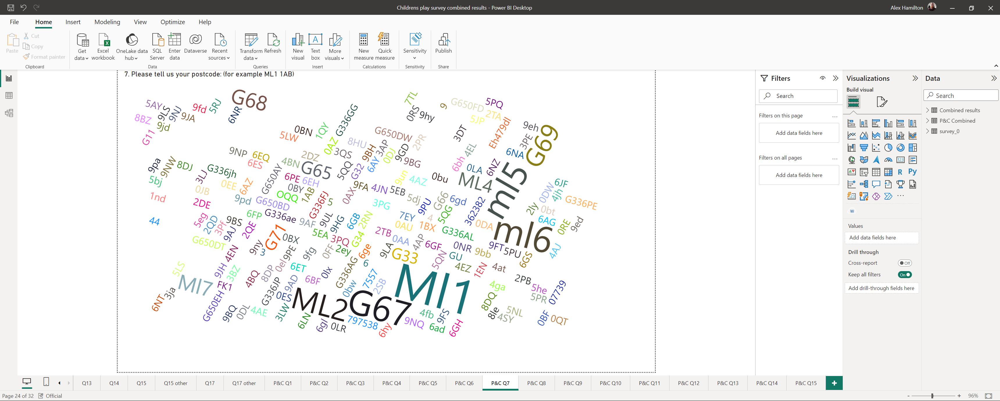 Childrens play survey combined results - Power BI Desktop
Alex Hamilton
File Home Insert Modeling View Optimize Help
Paste
Cut
Copy
Format painter
Clipboard
Get data
Excel workbook
OneLake data hub
SQL Server
Enter data
Dataverse
Recent sources
Data
Transform data
Refresh
Queries
New visual
Text box
More visuals
Insert
New measure
Quick measure
Calculations
Sensitivity
Sensitivity
Publish
Share
7. Please tell us your postcode: (for example ML1 1AB)
5AY
9LS
9NJ
9fd
5RJ
G68
6NR
8BZ
9jd
9JA
G11
7TL
0RS
9hy
9
G650FD
5PQ
2TA
5JP
Eh479dl
9eh
3PE
G69
5LW
0BN
1QY
G336GG
0AZ
8HU
G650DW
2PR
3DT
4EL
6NA
9NP
6EQ
6ES
4BN
2DZ
3QS
9BH
3AP
0DJ
9GD
9BG
6bh
0LA
6NZ
ml5
9pa
9NW
8DJ
3LJ
G336jh
G650AY
G65
5QQ
G32
6AY
5bj
0JB
0EE
6AZ
6PE
6EH
0BY
1AB
9FA
4JN
5EB
9un
4AZ
0bu
ML4
6JF
0DW
4jh
G336PE
1nd
2DE
9pd
G650BD
OQQ
G336FJ
5
0AX
3PG
5dj
9PU
G66
6gd
362382
2ly
0bt
44
5eg
2QD
3Pf
9BS
9AJ
6FP
2QE
G336ae
9AF
9UL
9HG
6GB
2RN
7EY
0AU
4
1BX
5QG
0DA
ml6
6AG
0RE
9ed
G650DT
4EN
9ny
3
G71
0BX
9PE
5EA
3PQ
G34
2ey
0FF
9fg
2TB
0AA
4AP
G336AL
6GF
0NR
9FT
5PU
6GS
4AJ
9LA
G33
5QN
GU
9bb
5LS
Ml7
9JH
3BZ
FK1
4BQ
8DP
0el
6ET
6BF
0lx
G336AG
6ge
6
7557
2SB
Ml1
4EZ
1EN
4at
2PB
6NT
3ja
G650EH
9BQ
0DL
4AE
G336JP
9AD
0ES
3LW
ML2
0bw
G67
4ga
5he
5PR
07739
8DQ
8le
5NL
4SY
0BF
0QT
6LN
6gl
0LR
797538
6hy
9NQ
4fb
9FS
6ad
6GH
Filters
Search
Filters on this page ...
Add data fields here
Filters on all pages ...
Add data fields here
Visualizations
Build visual
123
R
Py
123
W
Values
Add data fields here
Drill through
Cross-report Off
Keep all filters On
Add drill-through fields here
Data
Search
Combined results
P&C Combined
survey_0
Q13 Q14 Q15 Q15 other Q17 Q17 other P&C Q1 P&C Q2 P&C Q3 P&C Q4 P&C Q5 P&C Q6 P&C Q7 P&C Q8 P&C Q9 P&C Q10 P&C Q11 P&C Q12 P&C Q13 P&C Q14 P&C Q15
Page 24 of 32 Official
- + 96%